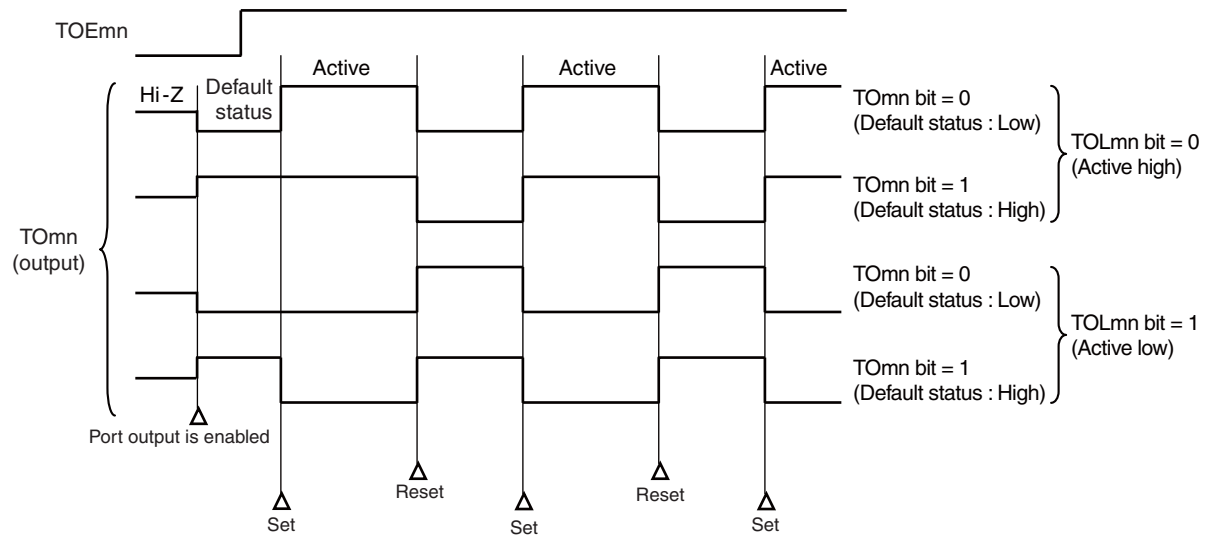 TOEmn
Hi-Z
Default
status
Active
Active
Active
TOmn
(output)
TOmn bit = 0
(Default status : Low)
TOmn bit = 1
(Default status : High)
TOLmn bit = 0
(Active high)
TOmn bit = 0
(Default status : Low)
TOmn bit = 1
(Default status : High)
TOLmn bit = 1
(Active low)
Port output is enabled
Set
Reset
Set
Reset
Set